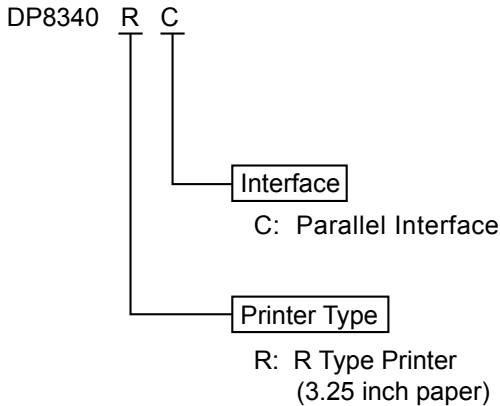 DP8340 R C
Interface
C: Parallel Interface
Printer Type
R: R Type Printer
(3.25 inch paper)